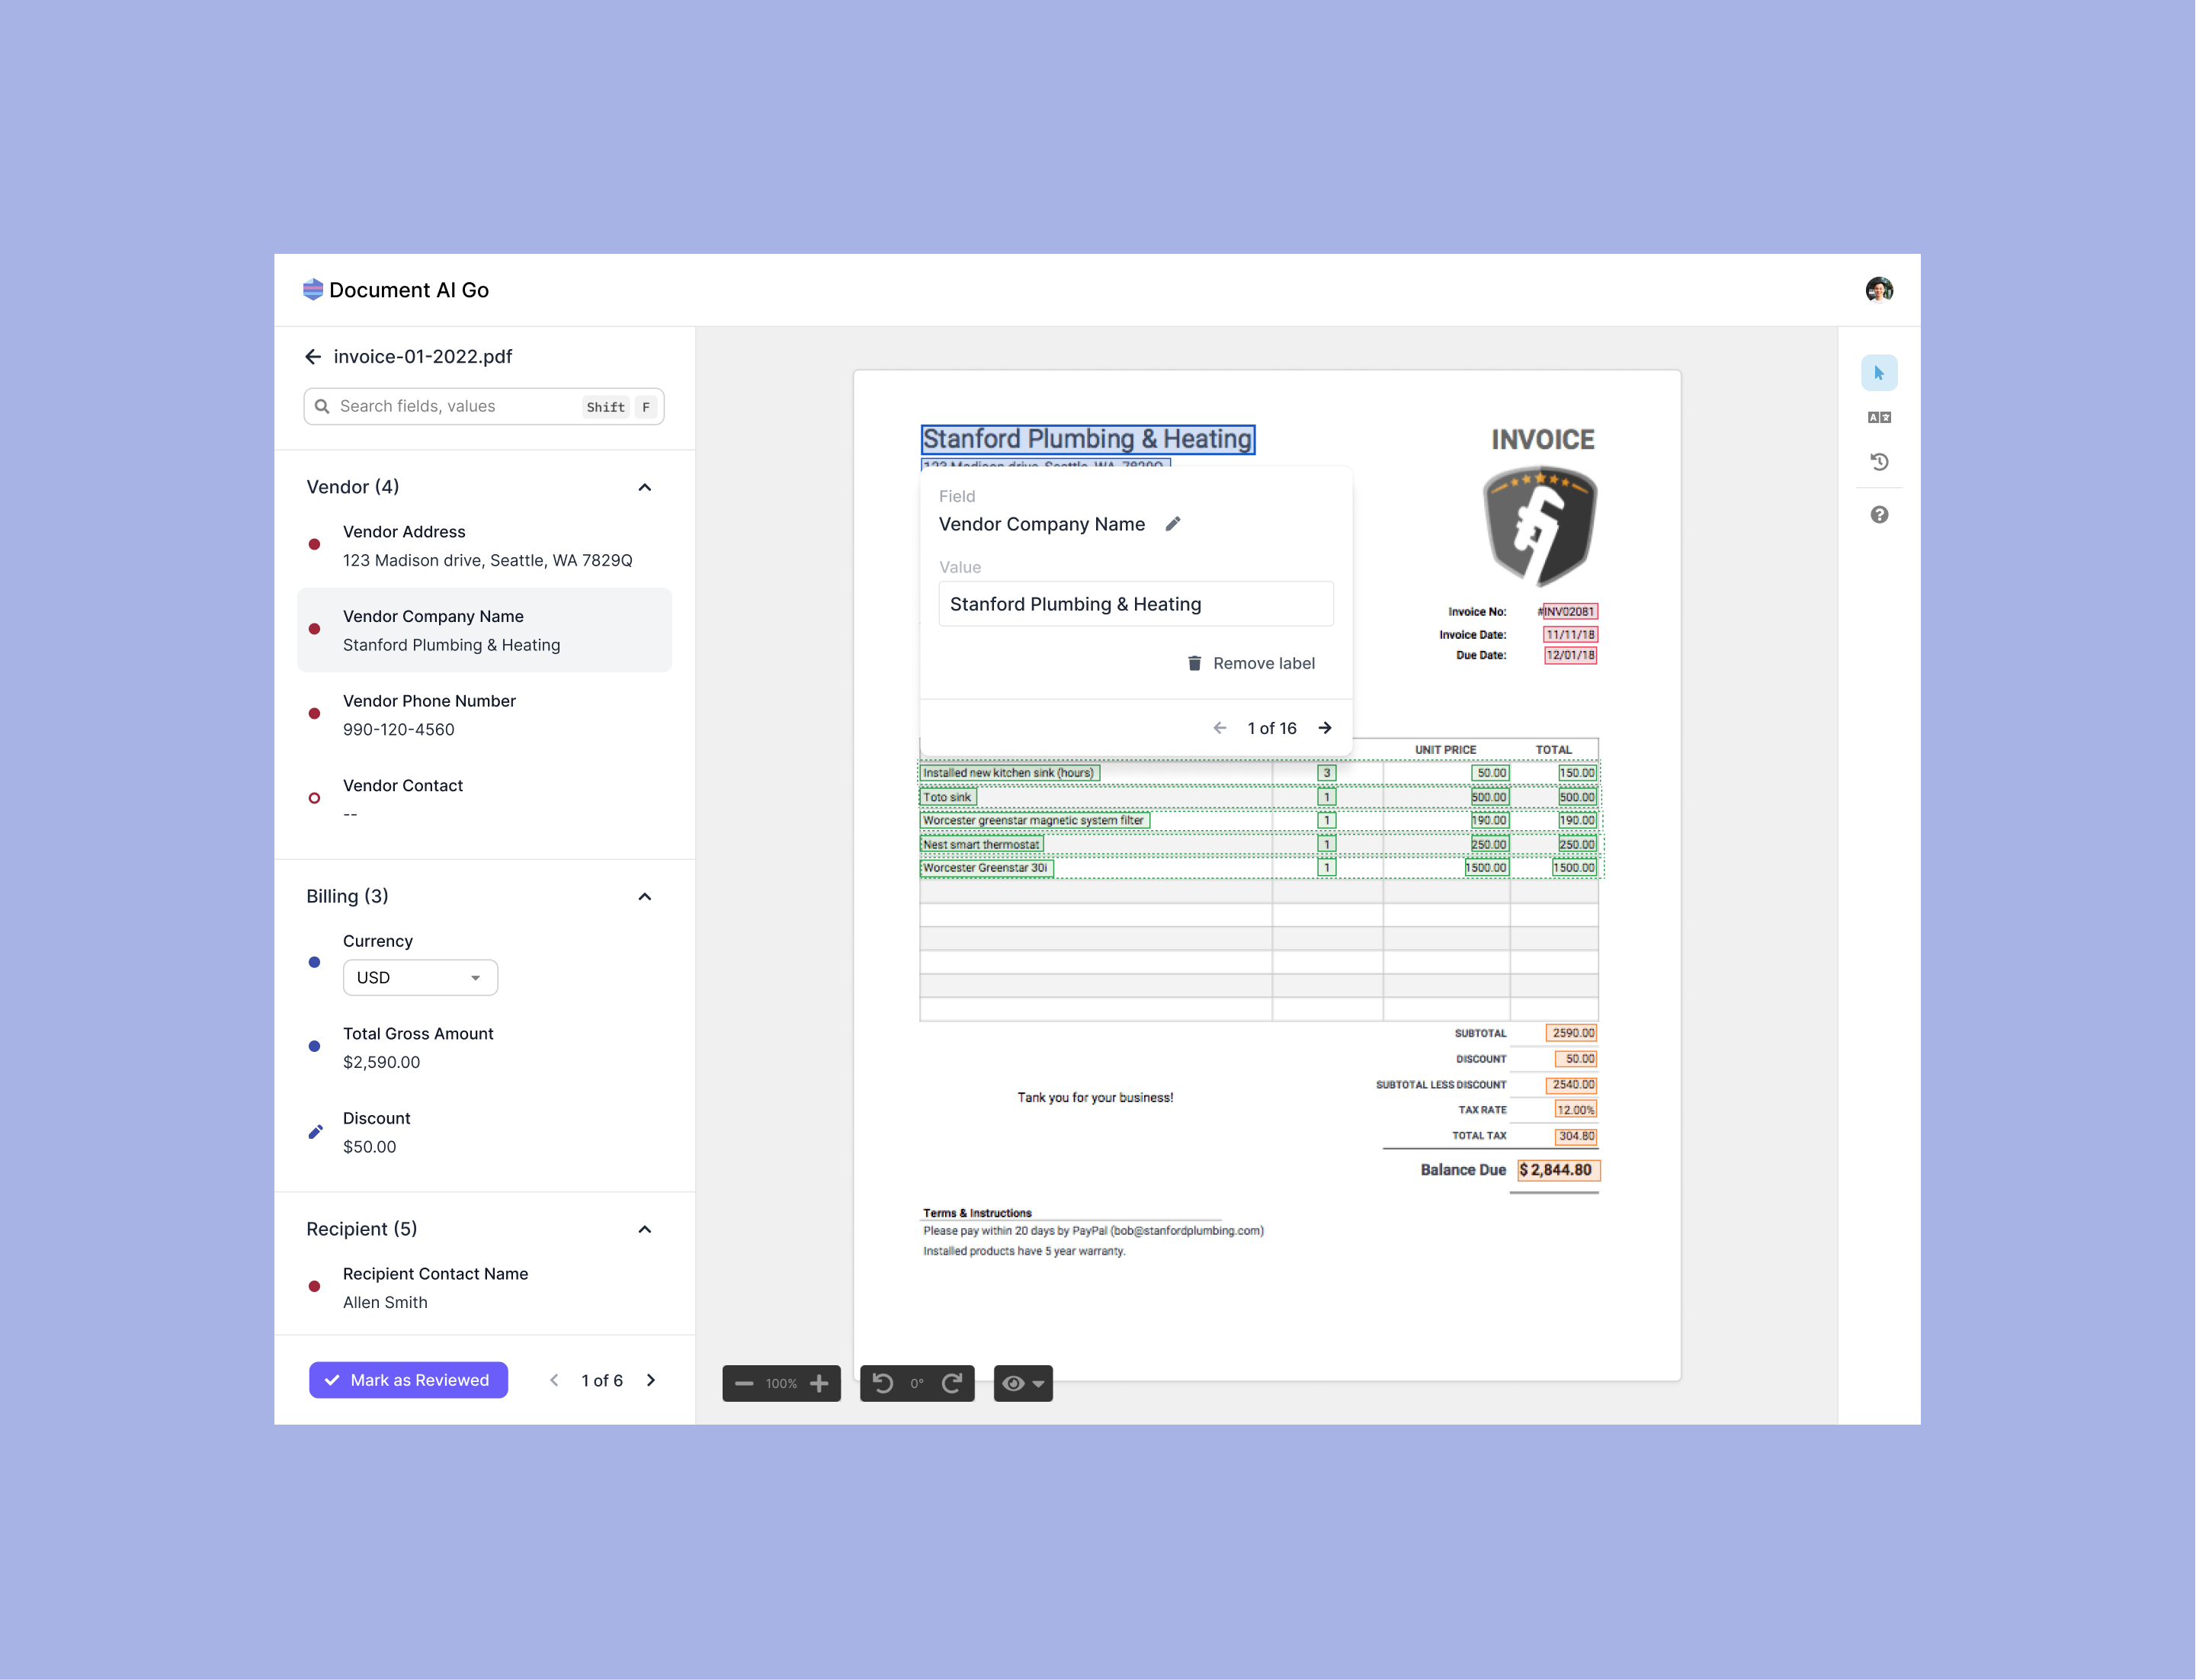 Document AI Go
invoice-01-2022.pdf
Search fields, values Shift F
Vendor (4)
Vendor Address
123 Madison drive, Seattle, WA 7829Q
Vendor Company Name
Stanford Plumbing & Heating
Vendor Phone Number
990-120-4560
Vendor Contact
--
Billing (3)
Currency
USD
Total Gross Amount
$2,590.00
Discount
$50.00
Recipient (5)
Recipient Contact Name
Allen Smith
Mark as Reviewed
1 of 6
Stanford Plumbing & Heating
123 Madison drive, Seattle, WA, 7829Q
INVOICE
Field
Vendor Company Name
Value
Stanford Plumbing & Heating
Remove label
1 of 16
Invoice No: #INV02081
Invoice Date: 11/11/18
Due Date: 12/01/18
UNIT PRICE TOTAL
Installed new kitchen sink (hours) 3 50.00 150.00
Toto sink 1 500.00 500.00
Worcester greenstar magnetic system filter 1 190.00 190.00
Nest smart thermostat 1 250.00 250.00
Worcester Greenstar 30i 1 1500.00 1500.00
SUBTOTAL 2590.00
DISCOUNT 50.00
SUBTOTAL LESS DISCOUNT 2540.00
TAX RATE 12.00%
TOTAL TAX 304.80
Balance Due $ 2,844.80
Tank you for your business!
Terms & Instructions
Please pay within 20 days by PayPal (bob@stanfordplumbing.com)
Installed products have 5 year warranty.
100%
0°